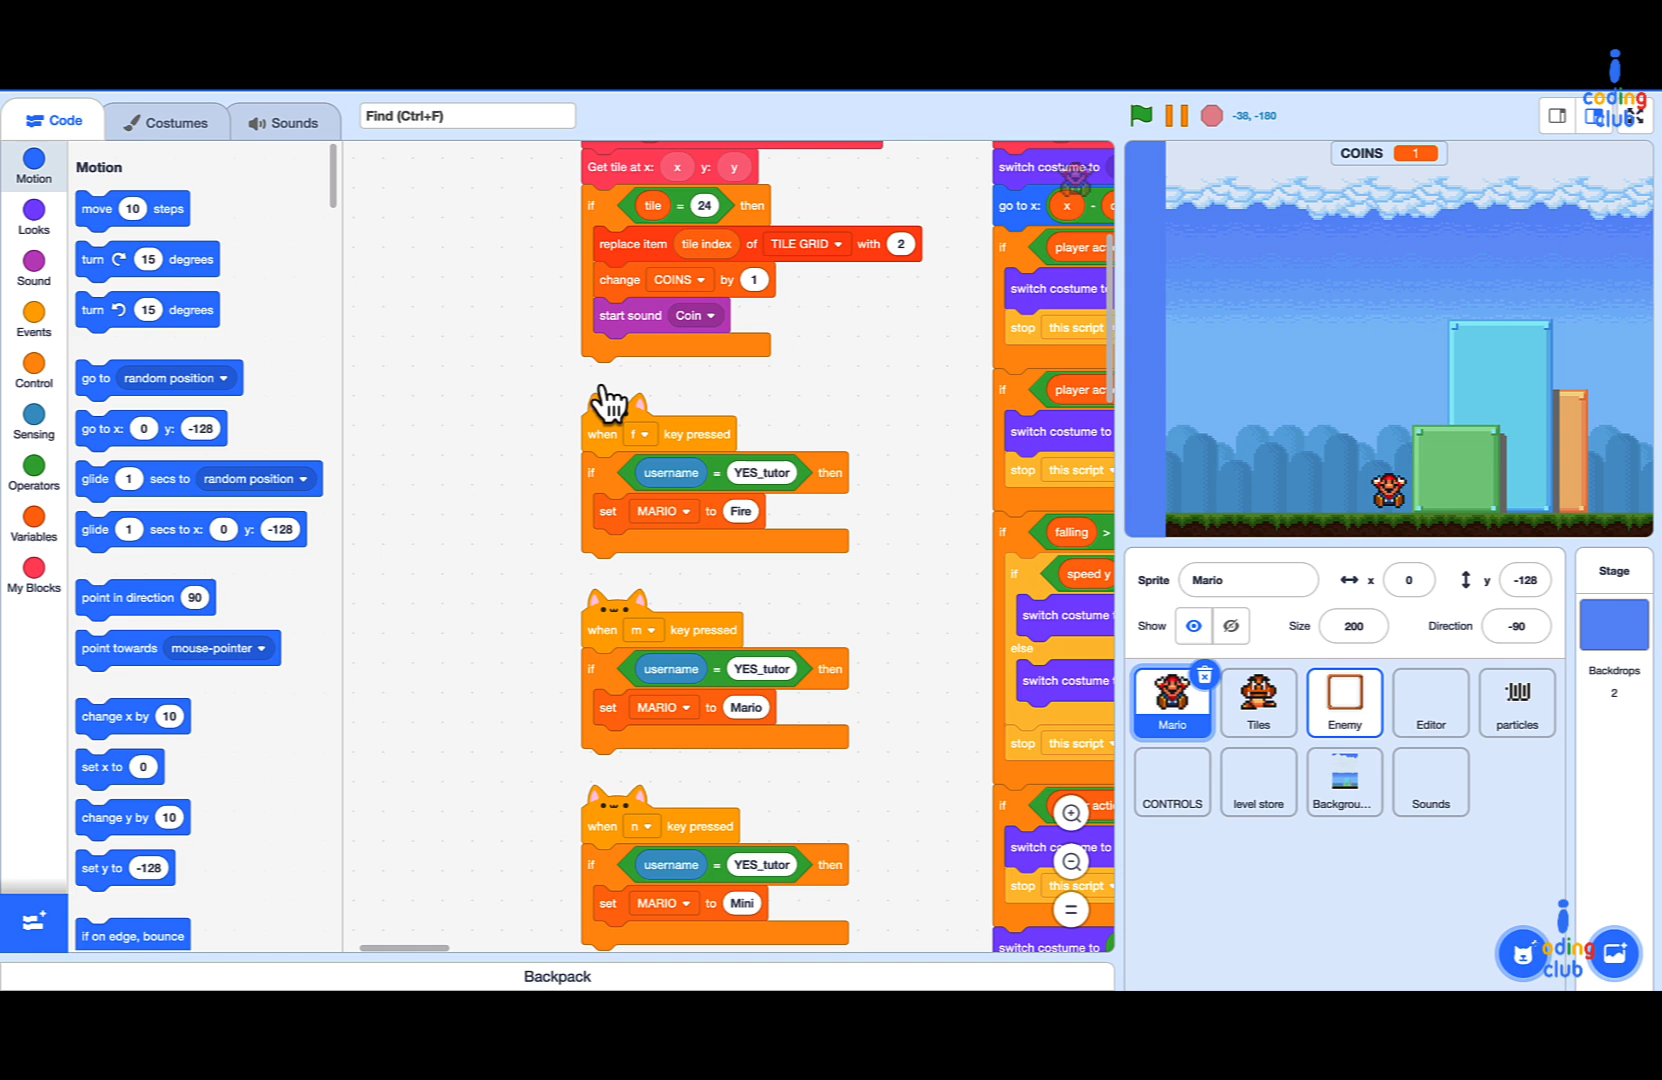 Code
Costumes
Sounds
Find (Ctrl+F)
-38, -180
coding
club
Motion
Looks
Sound
Events
Control
Sensing
Operators
Variables
My Blocks
Motion
move 10 steps
turn 15 degrees
turn 15 degrees
go to random position
go to x: 0 y: -128
glide 1 secs to random position
glide 1 secs to x: 0 y: -128
point in direction 90
point towards mouse-pointer
change x by 10
set x to 0
change y by 10
set y to -128
if on edge, bounce
Get tile at x: x y: y
if tile = 24 then
replace item tile index of TILE GRID with 2
change COINS by 1
start sound Coin
when f key pressed
if username = YES_tutor then
set MARIO to Fire
when m key pressed
if username = YES_tutor then
set MARIO to Mario
when n key pressed
if username = YES_tutor then
set MARIO to Mini
switch costume to
go to x: x -
if player
switch costume
stop this script
if player
switch costume to
stop this script
if falling >
if speed y
switch costume
else
switch costume
stop this script
if
switch costume to
stop this script
switch costume to
Backpack
COINS 1
Sprite Mario x 0 y -128
Show Size 200 Direction -90
Mario
Tiles
Enemy
Editor
particles
CONTROLS
level store
Backgrou...
Sounds
Stage
Backdrops
2
oding
club